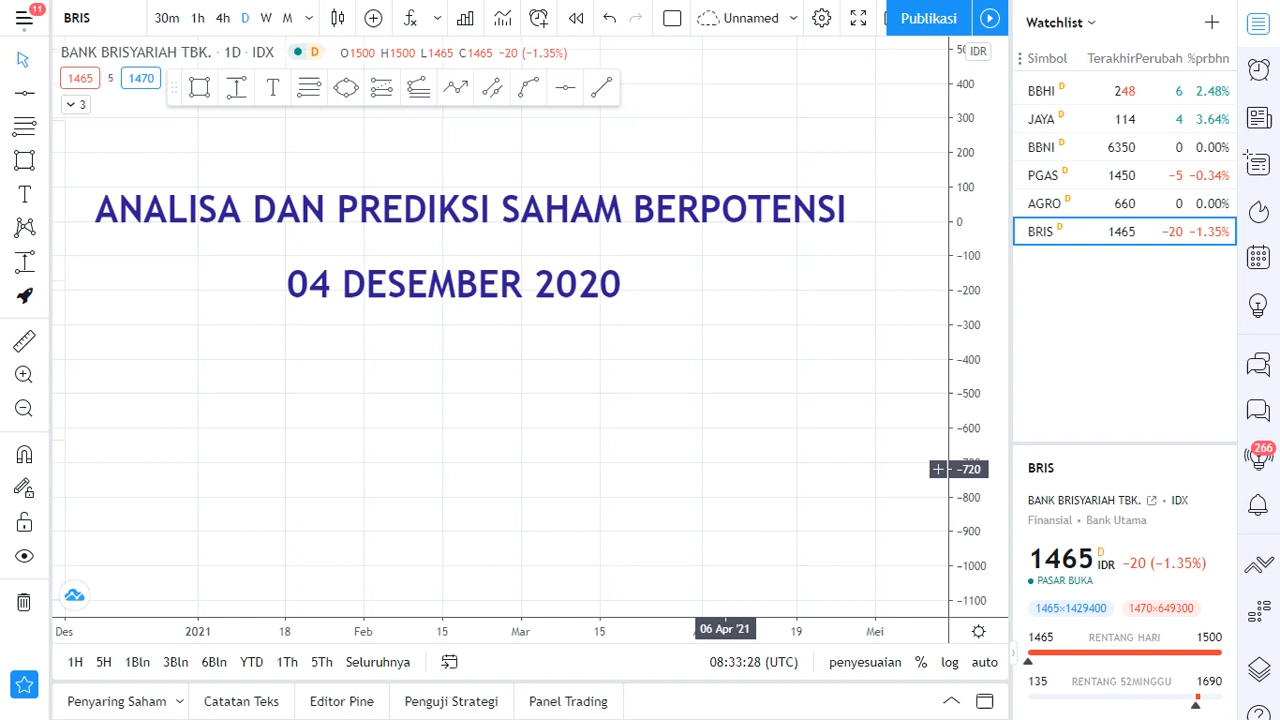 11
BRIS
30m 1h 4h D W M
Unnamed
Publikasi
BANK BRISYARIAH TBK. · 1D · IDX
D
O1500 H1500 L1465 C1465 −20 (−1.35%)
1465 5 1470
3
ANALISA DAN PREDIKSI SAHAM BERPOTENSI
04 DESEMBER 2020
IDR
400
300
200
100
0
−100
−200
−300
−400
−500
−600
−720
−800
−900
−1000
−1100
Des 2021 18 Feb 15 Mar 15 06 Apr '21 19 Mei
1H 5H 1Bln 3Bln 6Bln YTD 1Th 5Th Seluruhnya
08:33:28 (UTC) penyesuaian % log auto
Penyaring Saham Catatan Teks Editor Pine Penguji Strategi Panel Trading
Watchlist
Simbol Terakhir Perubah %prbhn
BBHI D 248 6 2.48%
JAYA D 114 4 3.64%
BBNI D 6350 0 0.00%
PGAS D 1450 −5 −0.34%
AGRO D 660 0 0.00%
BRIS D 1465 −20 −1.35%
BRIS
BANK BRISYARIAH TBK. • IDX
Finansial • Bank Utama
1465 D IDR −20 (−1.35%)
PASAR BUKA
1465×1429400 1470×649300
1465 RENTANG HARI 1500
135 RENTANG 52MINGGU 1690
266